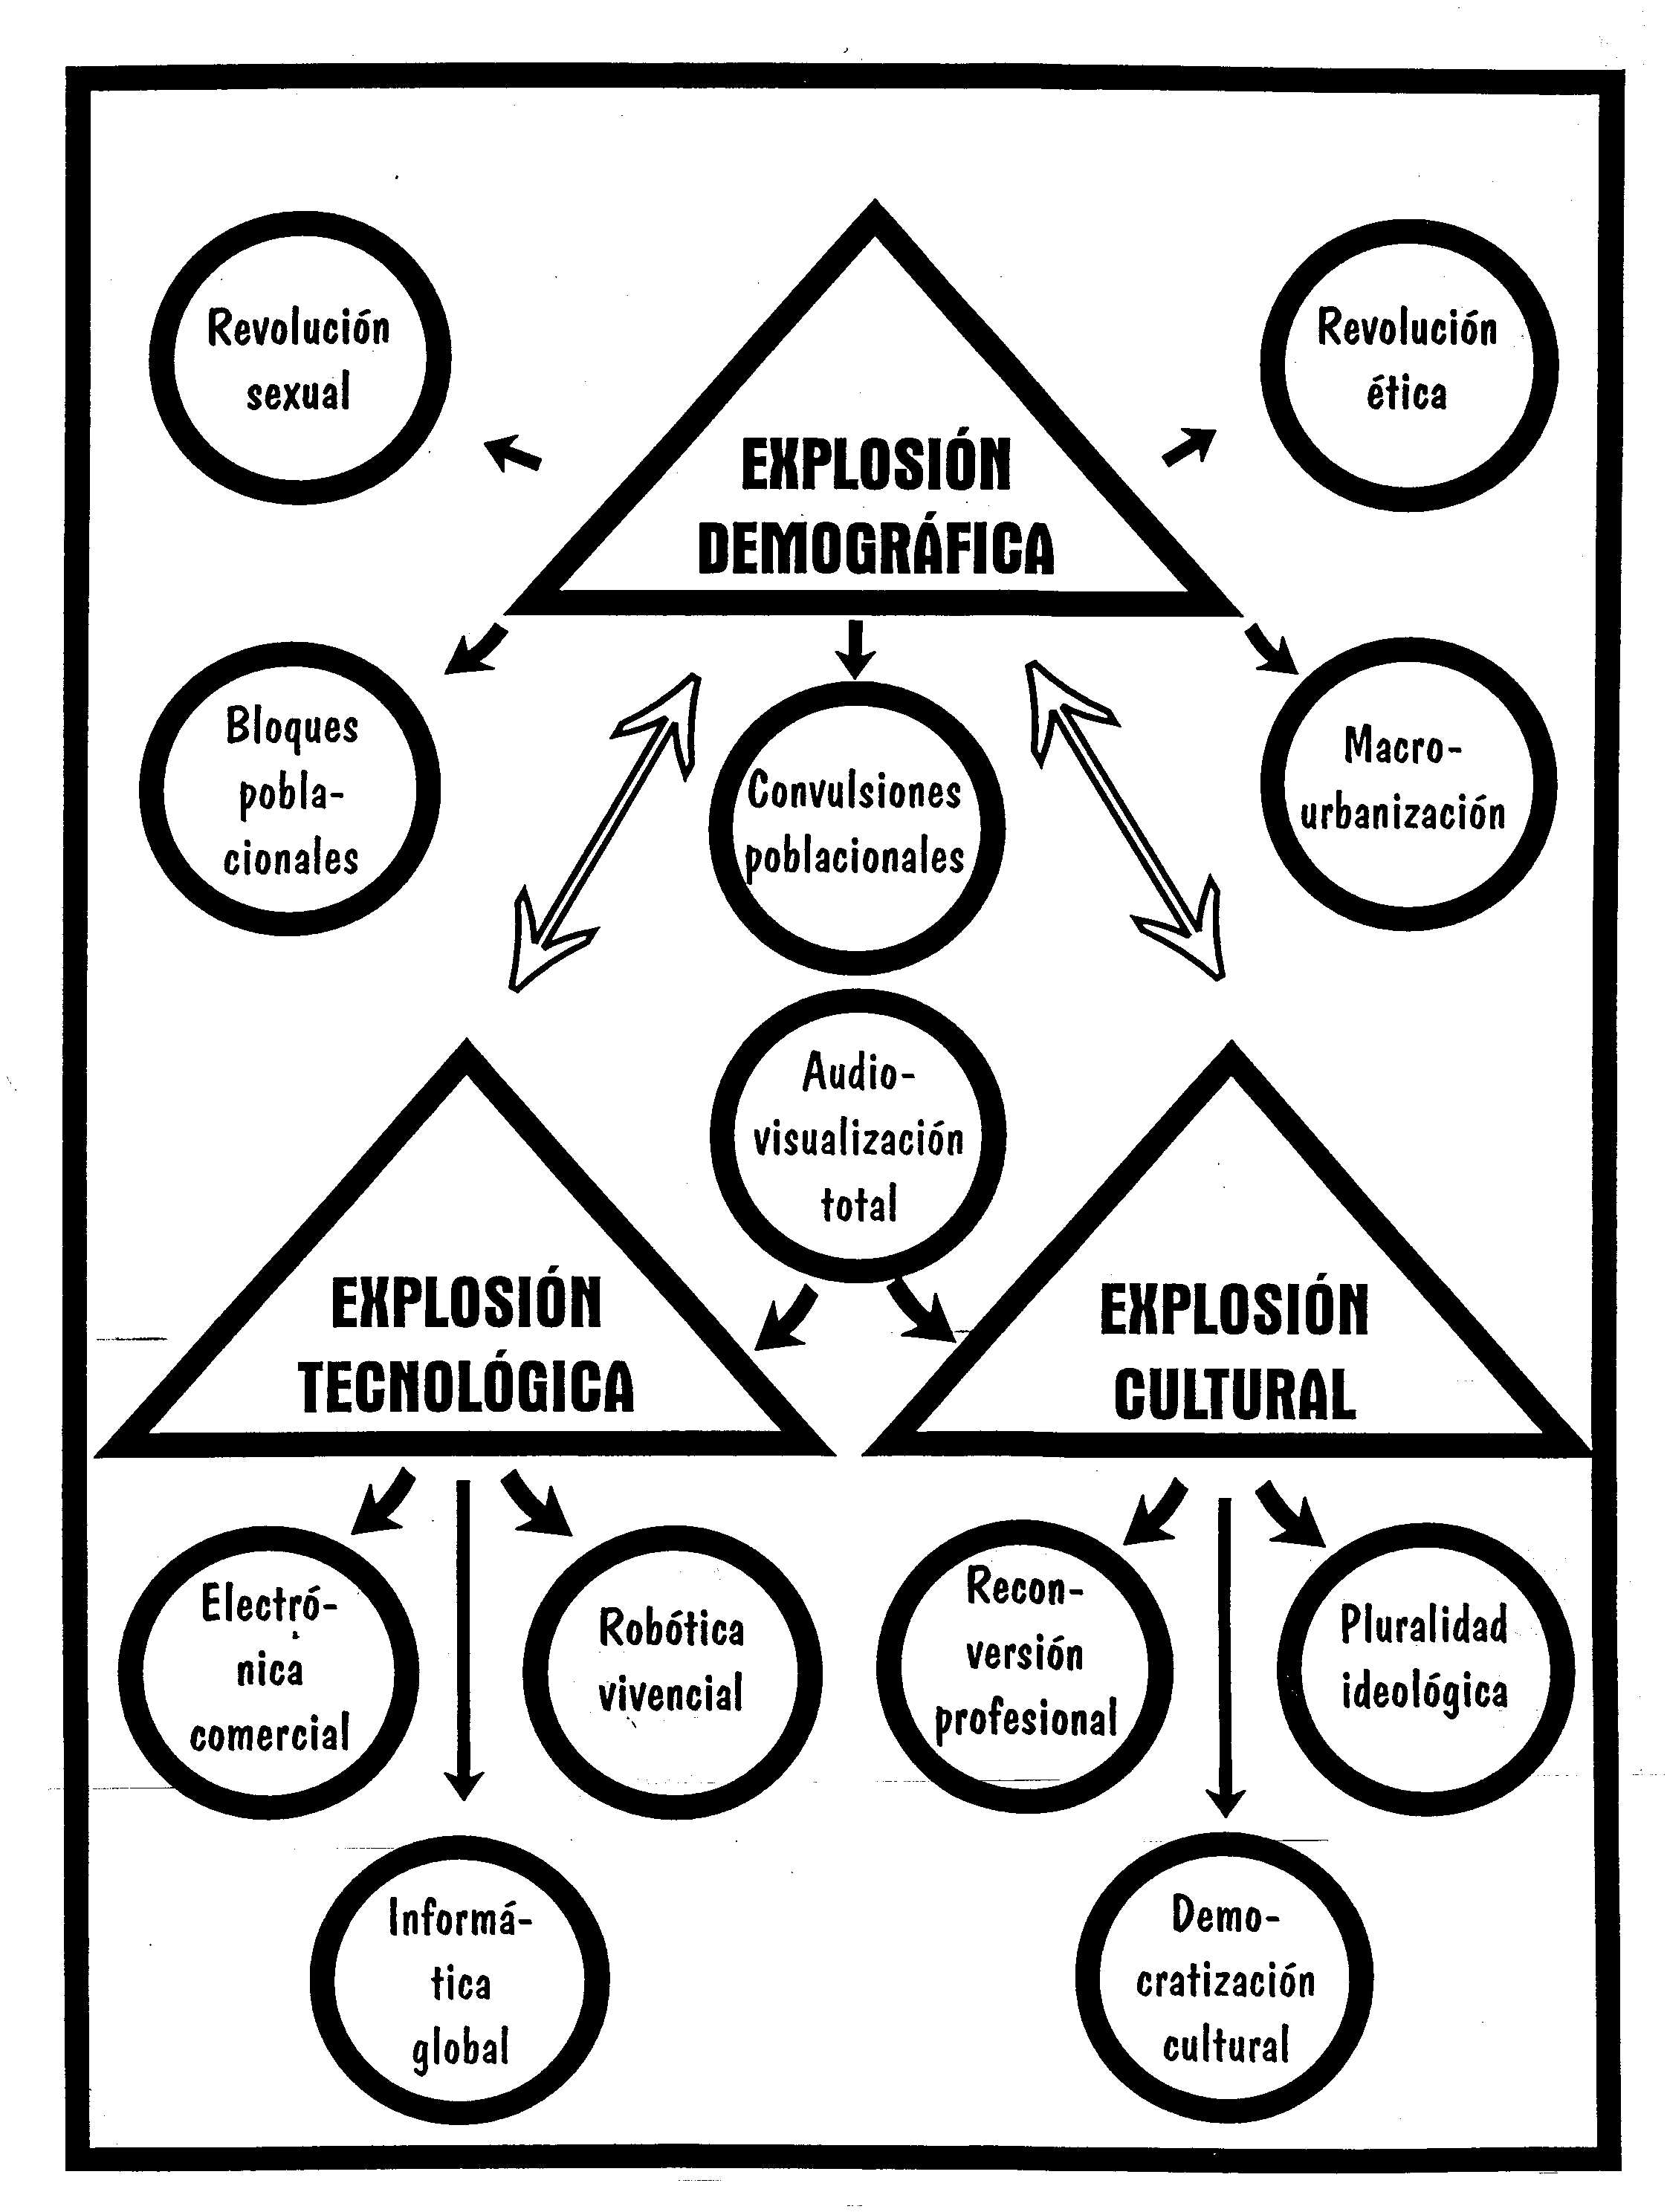 Revolución
sexual
EXPLOSIÓN
DEMOGRÁFICA
Revolución
ética
Bloques
pobla-
cionales
Convulsiones
poblacionales
Macro-
urbanización
Audio-
visualización
total
EXPLOSIÓN
TECNOLÓGICA
EXPLOSIÓN
CULTURAL
Electró-
nica
comercial
Robótica
vivencial
Recon-
versión
profesional
Pluralidad
ideológica
Informá-
tica
global
Demo-
cratización
cultural